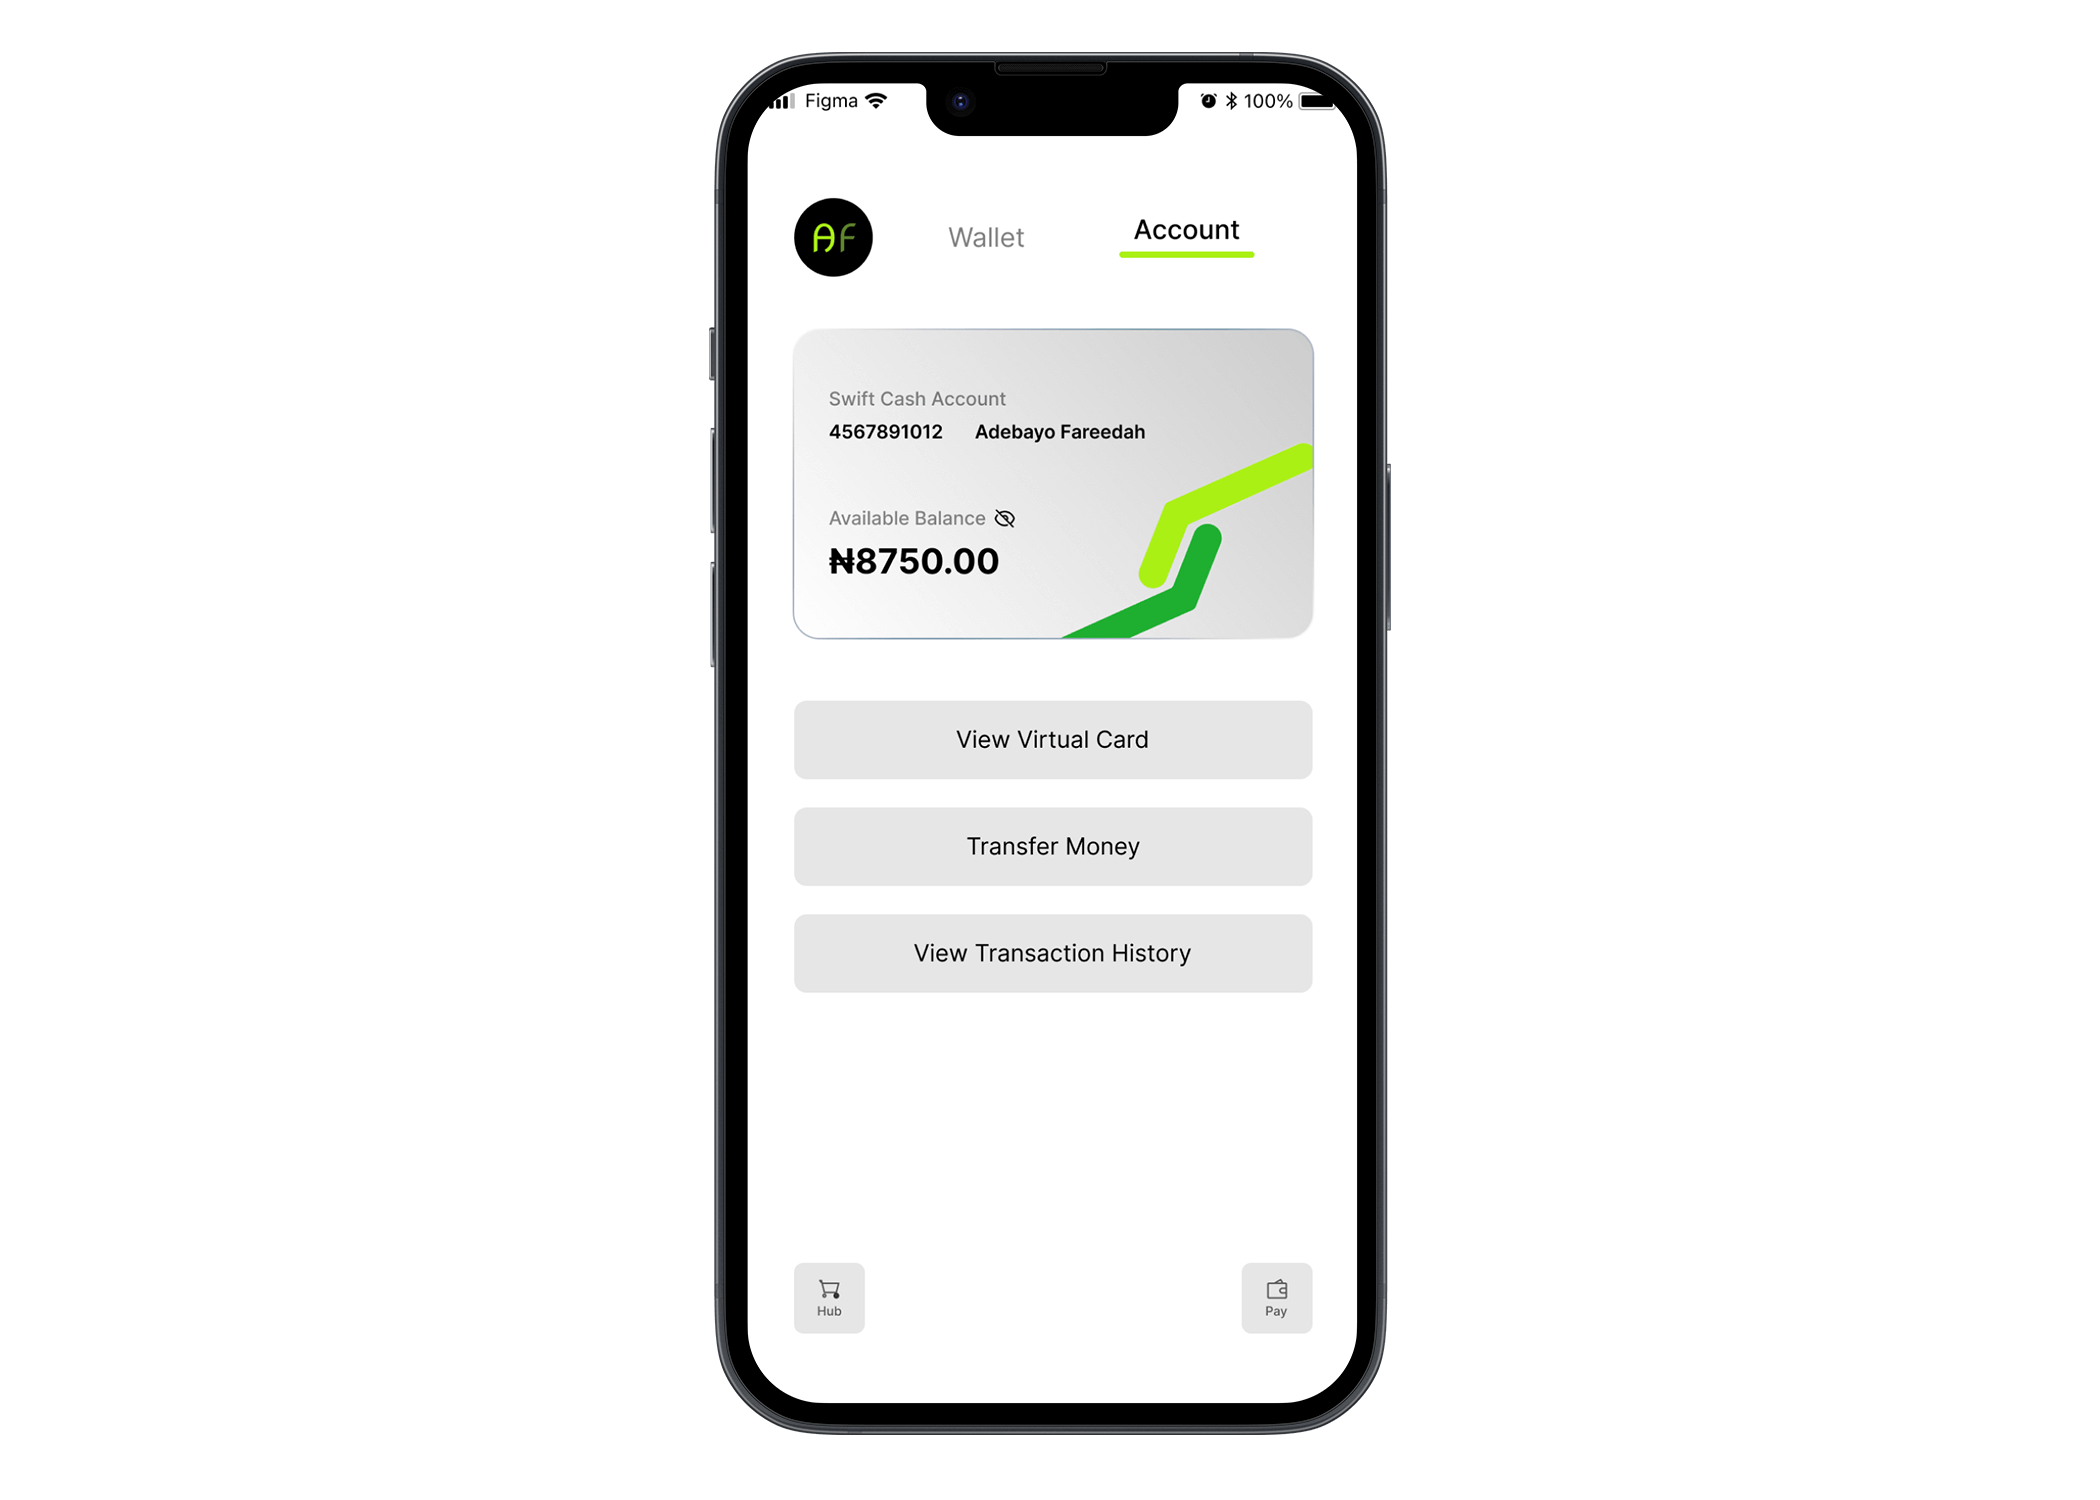 Figma 100%
AF Wallet Account
Swift Cash Account
4567891012 Adebayo Fareedah
Available Balance
₦8750.00
View Virtual Card
Transfer Money
View Transaction History
Hub Pay